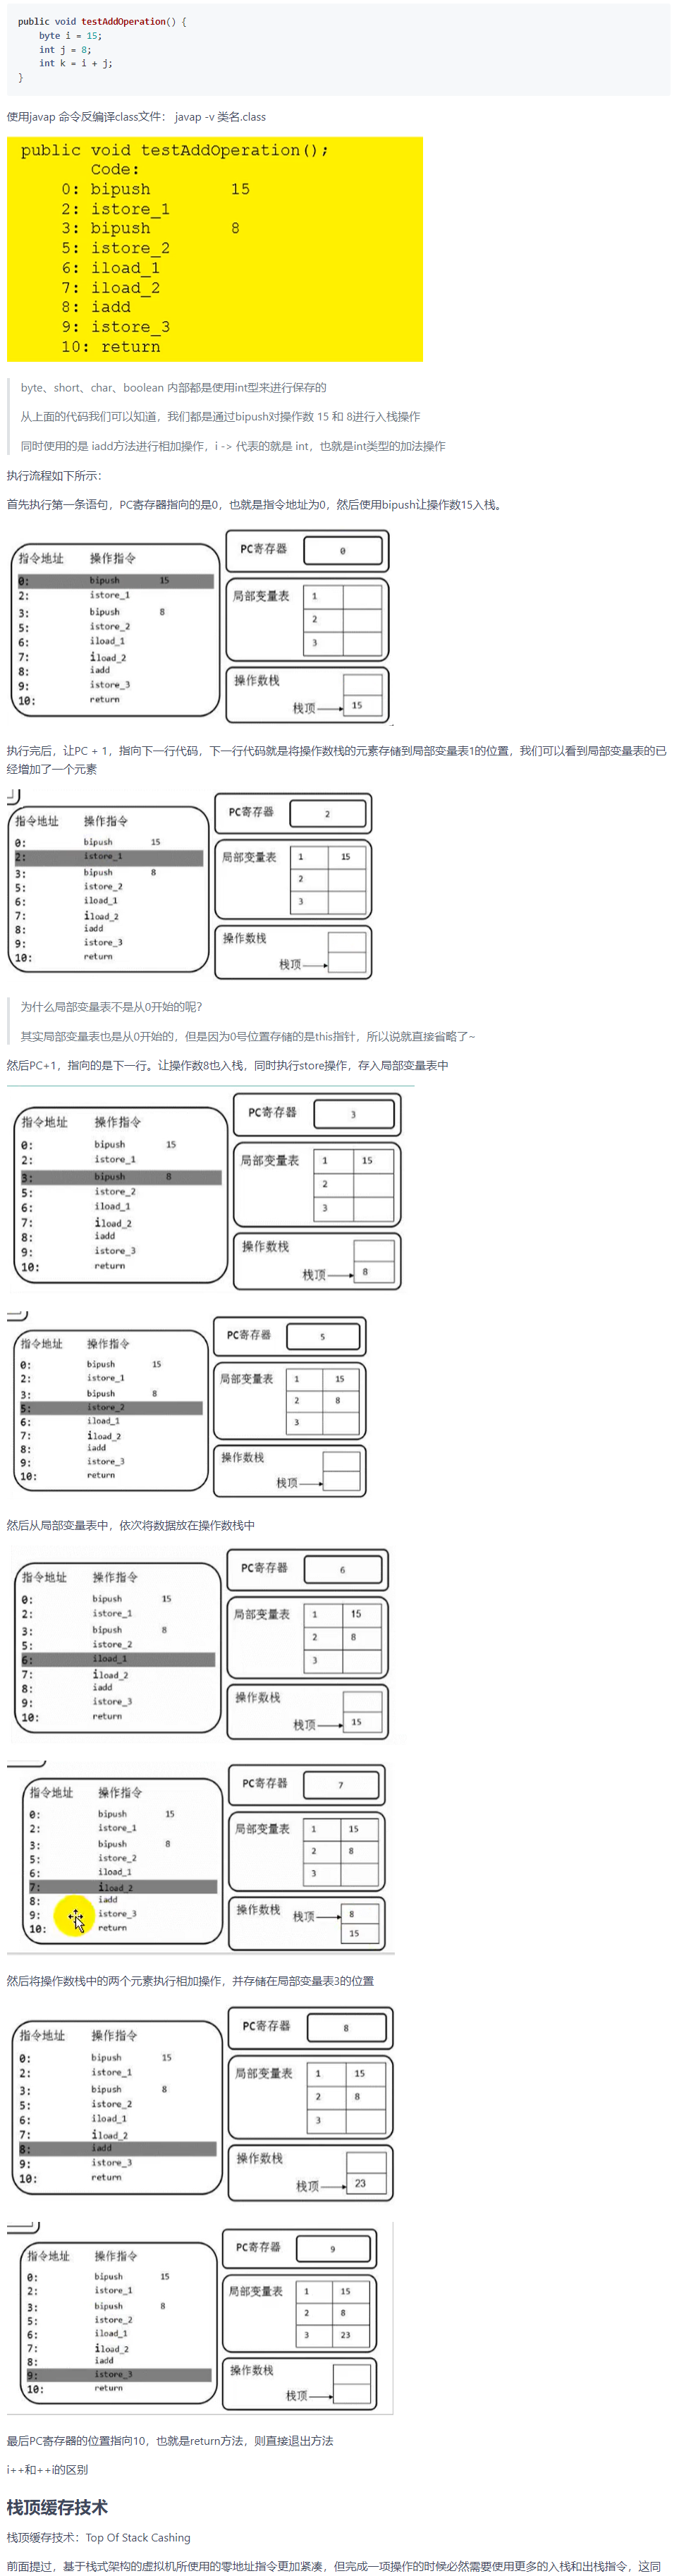 public void testAddOperation() {
byte i = 15;
int j = 8;
int k = i + j;
}
使用javap 命令反编译class文件： javap -v 类名.class
public void testAddOperation();
Code:
0: bipush 15
2: istore_1
3: bipush 8
5: istore_2
6: iload_1
7: iload_2
8: iadd
9: istore_3
10: return
byte、short、char、boolean 内部都是使用int型来进行保存的
从上面的代码我们可以知道，我们都是通过bipush对操作数 15 和 8进行入栈操作
同时使用的是 iadd方法进行相加操作，i -> 代表的就是 int，也就是int类型的加法操作
执行流程如下所示：
首先执行第一条语句，PC寄存器指向的是0，也就是指令地址为0，然后使用bipush让操作数15入栈。
指令地址 操作指令
0: bipush 15
2: istore_1
3: bipush 8
5: istore_2
6: iload_1
7: iload_2
8: iadd
9: istore_3
10: return
PC寄存器 0
局部变量表 1
2
3
操作数栈
栈顶 15
执行完后，让PC + 1，指向下一行代码，下一行代码就是将操作数栈的元素存储到局部变量表1的位置，我们可以看到局部变量表的已
经增加了一个元素
指令地址 操作指令
0: bipush 15
2: istore_1
3: bipush 8
5: istore_2
6: iload_1
7: iload_2
8: iadd
9: istore_3
10: return
PC寄存器 2
局部变量表 1 15
2
3
操作数栈
栈顶
为什么局部变量表不是从0开始的呢？
其实局部变量表也是从0开始的，但是因为0号位置存储的是this指针，所以说就直接省略了~
然后PC+1，指向的是下一行。让操作数8也入栈，同时执行store操作，存入局部变量表中
指令地址 操作指令
0: bipush 15
2: istore_1
3: bipush 8
5: istore_2
6: iload_1
7: iload_2
8: iadd
9: istore_3
10: return
PC寄存器 3
局部变量表 1 15
2
3
操作数栈
栈顶 8
指令地址 操作指令
0: bipush 15
2: istore_1
3: bipush 8
5: istore_2
6: iload_1
7: iload_2
8: iadd
9: istore_3
10: return
PC寄存器 5
局部变量表 1 15
2 8
3
操作数栈
栈顶
然后从局部变量表中，依次将数据放在操作数栈中
指令地址 操作指令
0: bipush 15
2: istore_1
3: bipush 8
5: istore_2
6: iload_1
7: iload_2
8: iadd
9: istore_3
10: return
PC寄存器 6
局部变量表 1 15
2 8
3
操作数栈
栈顶 15
指令地址 操作指令
0: bipush 15
2: istore_1
3: bipush 8
5: istore_2
6: iload_1
7: iload_2
8: iadd
9: istore_3
10: return
PC寄存器 7
局部变量表 1 15
2 8
3
操作数栈 栈顶 8
15
然后将操作数栈中的两个元素执行相加操作，并存储在局部变量表3的位置
指令地址 操作指令
0: bipush 15
2: istore_1
3: bipush 8
5: istore_2
6: iload_1
7: iload_2
8: iadd
9: istore_3
10: return
PC寄存器 8
局部变量表 1 15
2 8
3
操作数栈
栈顶 23
指令地址 操作指令
0: bipush 15
2: istore_1
3: bipush 8
5: istore_2
6: iload_1
7: iload_2
8: iadd
9: istore_3
10: return
PC寄存器 9
局部变量表 1 15
2 8
3 23
操作数栈
栈顶
最后PC寄存器的位置指向10，也就是return方法，则直接退出方法
i++和++i的区别
栈顶缓存技术
栈顶缓存技术：Top Of Stack Cashing
前面提过，基于栈式架构的虚拟机所使用的零地址指令更加紧凑，但完成一项操作的时候必然需要使用更多的入栈和出栈指令，这同